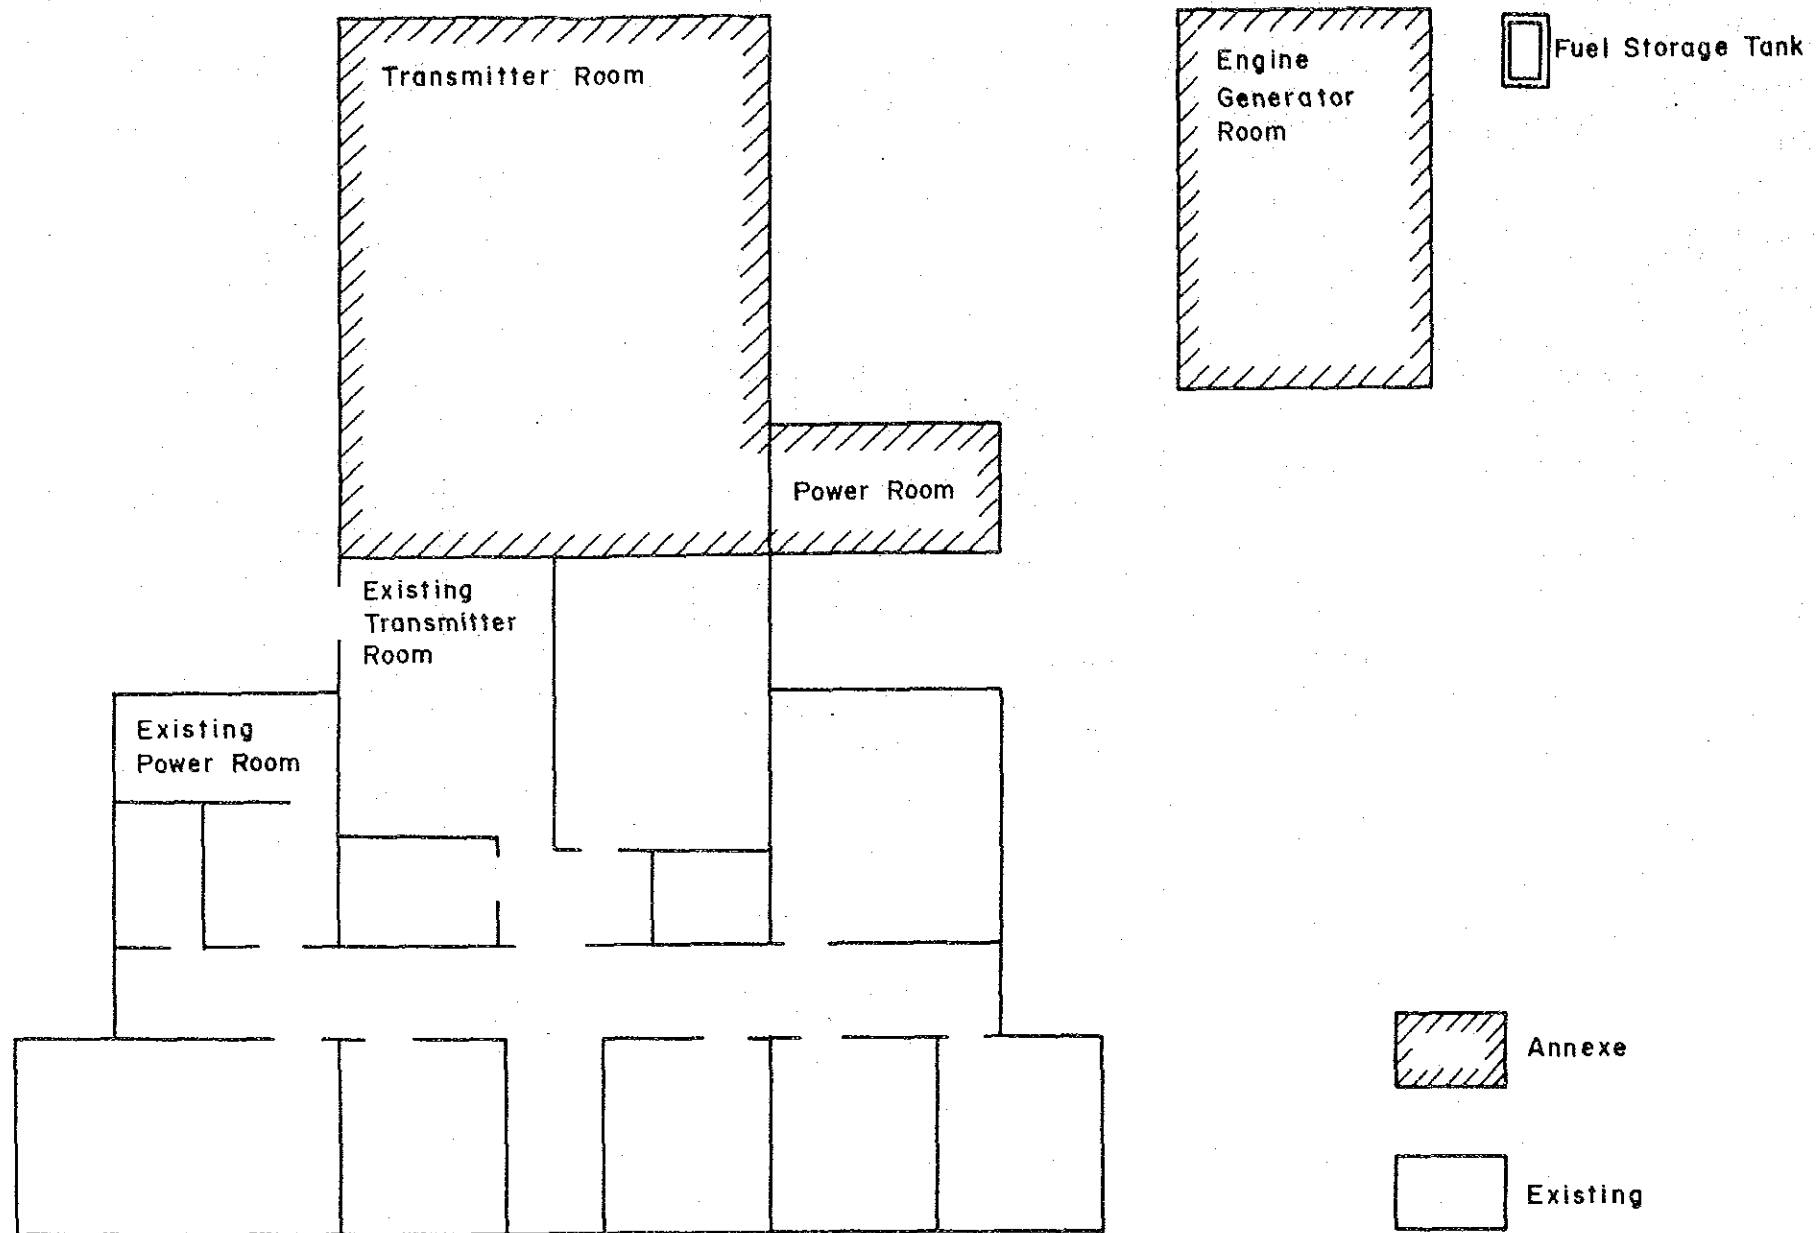 Transmitter Room
Engine
Generator
Room
Fuel Storage Tank
Power Room
Existing
Transmitter
Room
Existing
Power Room
Annexe
Existing